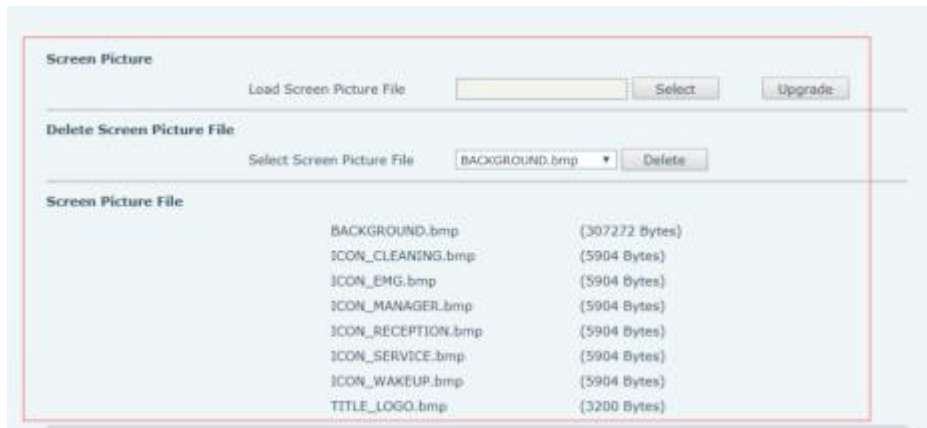 Screen Picture
Load Screen Picture File Select Upgrade
Delete Screen Picture File
Select Screen Picture File BACKGROUND.bmp Delete
Screen Picture File
BACKGROUND.bmp (307272 Bytes)
ICON_CLEANING.bmp (5904 Bytes)
ICON_EMG.bmp (5904 Bytes)
ICON_MANAGER.bmp (5904 Bytes)
ICON_RECEPTION.bmp (5904 Bytes)
ICON_SERVICE.bmp (5904 Bytes)
ICON_WAKEUP.bmp (5904 Bytes)
TITLE_LOGO.bmp (3200 Bytes)